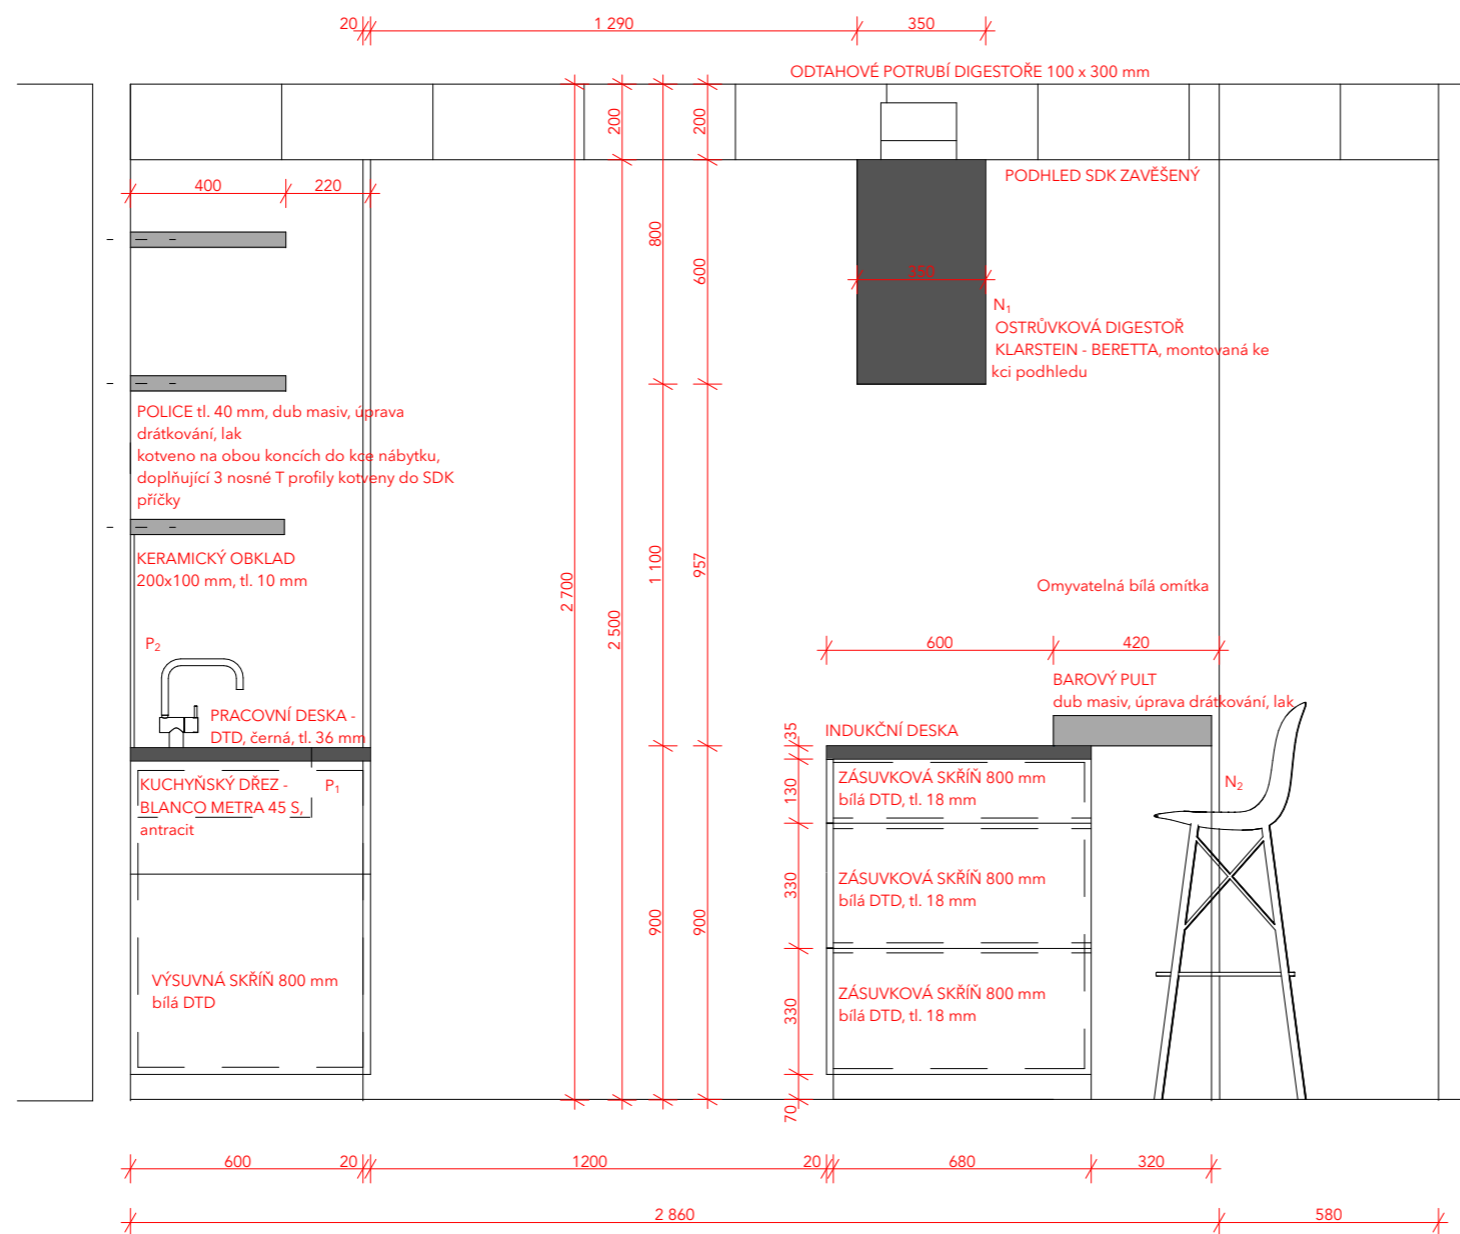 20
1 290
350
ODTAHOVÉ POTRUBÍ DIGESTOŘE 100 x 300 mm
200
200
PODHLED SDK ZAVĚŠENÝ
400
220
800
600
350
N₁
OSTRŮVKOVÁ DIGESTOŘ
KLARSTEIN - BERETTA, montovaná ke
kci podhledu
POLICE tl. 40 mm, dub masiv, úprava
drátkování, lak
kotveno na obou koncích do kce nábytku,
doplňující 3 nosné T profily kotveny do SDK
příčky
KERAMICKÝ OBKLAD
200x100 mm, tl. 10 mm
2 700
2 500
1 100
957
Omyvatelná bílá omítka
P₂
600
420
BAROVÝ PULT
dub masiv, úprava drátkování, lak
PRACOVNÍ DESKA -
DTD, černá, tl. 36 mm
35
INDUKČNÍ DESKA
KUCHYŇSKÝ DŘEZ -
BLANCO METRA 45 S,
antracit
P₁
130
ZÁSUVKOVÁ SKŘÍŇ 800 mm
bílá DTD, tl. 18 mm
N₂
330
ZÁSUVKOVÁ SKŘÍŇ 800 mm
bílá DTD, tl. 18 mm
900
900
VÝSUVNÁ SKŘÍŇ 800 mm
bílá DTD
330
ZÁSUVKOVÁ SKŘÍŇ 800 mm
bílá DTD, tl. 18 mm
70
600
20
1200
20
680
320
2 860
580